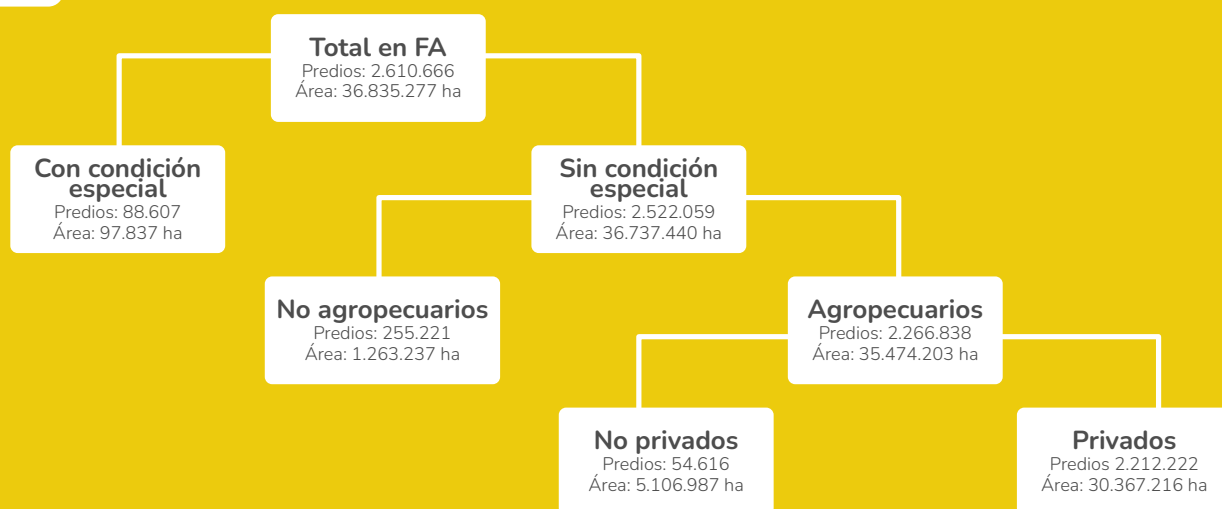 Total en FA
Predios: 2.610.666
Área: 36.835.277 ha
Con condición
especial
Predios: 88.607
Área: 97.837 ha
Sin condición
especial
Predios: 2.522.059
Área: 36.737.440 ha
No agropecuarios
Predios: 255.221
Área: 1.263.237 ha
Agropecuarios
Predios: 2.266.838
Área: 35.474.203 ha
No privados
Predios: 54.616
Área: 5.106.987 ha
Privados
Predios 2.212.222
Área: 30.367.216 ha